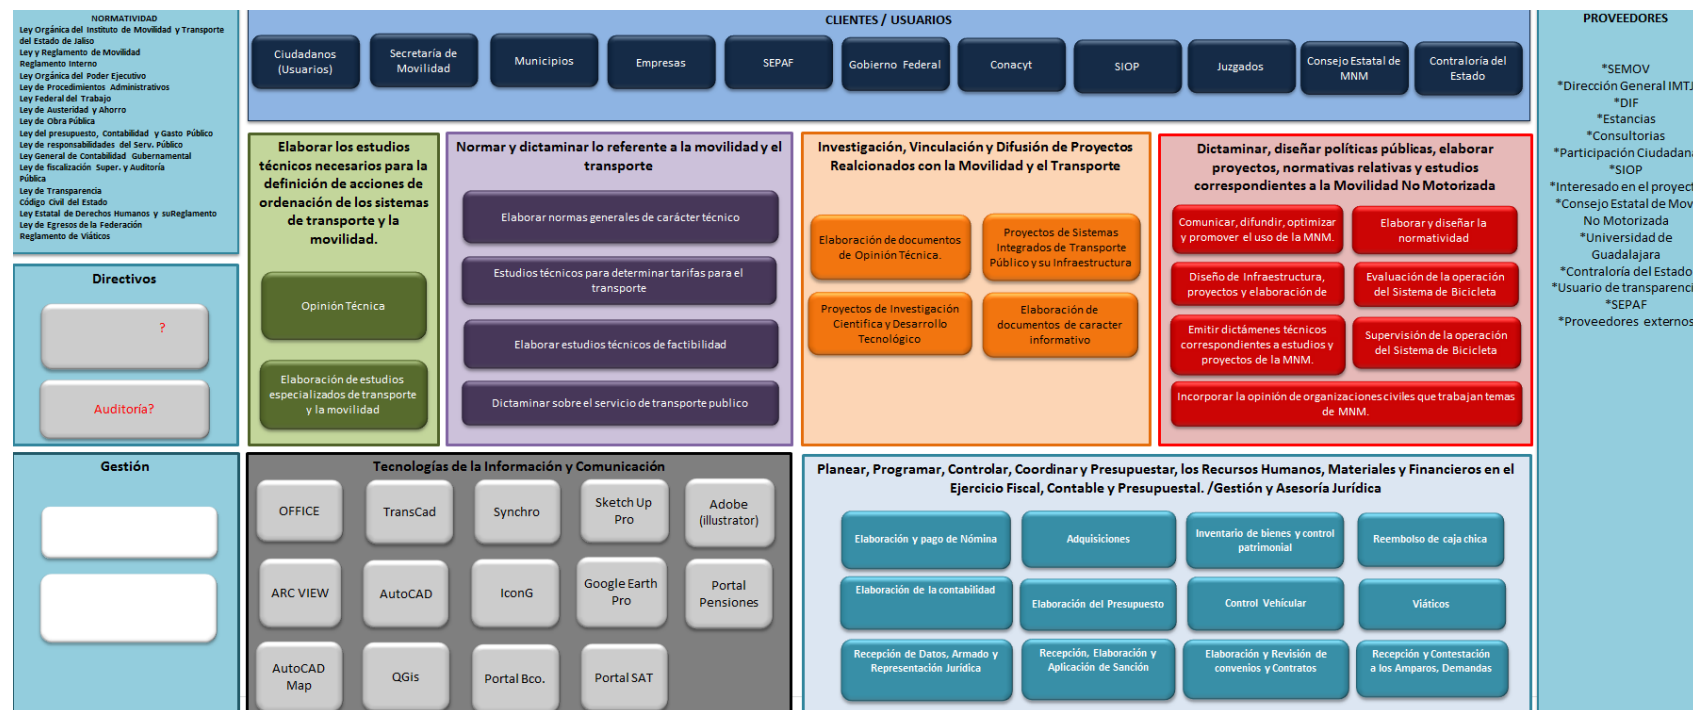 NORMATIVIDAD
Ley Orgánica del Instituto de Movilidad y Transporte
del Estado de Jaliso
Ley y Reglamento de Movilidad
Reglamento Interno
Ley Orgánica del Poder Ejecutivo
Ley de Procedimientos Administrativos
Ley Federal del Trabajo
Ley de Austeridad y Ahorro
Ley de Obra Pública
Ley del presupuesto, Contabilidad y Gasto Público
Ley de responsabilidades del Serv. Público
Ley General de Contabilidad Gubernamental
Ley de fiscalización Super. y Auditoría
Pública
Ley de Transparencia
Código Civil del Estado
Ley Estatal de Derechos Humanos y suReglamento
Ley de Egresos de la Federación
Reglamento de Viáticos
CLIENTES / USUARIOS
Ciudadanos
(Usuarios)
Secretaría de
Movilidad
Municipios
Empresas
SEPAF
Gobierno Federal
Conacyt
SIOP
Juzgados
Consejo Estatal de
MNM
Contraloría del
Estado
PROVEEDORES
*SEMOV
*Dirección General IMTJ
*DIF
*Estancias
*Consultorias
*Participación Ciudadana
*SIOP
*Interesado en el proyect
*Consejo Estatal de Mov
No Motorizada
*Universidad de
Guadalajara
*Contraloría del Estado
*Usuario de transparenci
*SEPAF
*Proveedores externos
Directivos
?
Auditoría?
Elaborar los estudios
técnicos necesarios para la
definición de acciones de
ordenación de los sistemas
de transporte y la
movilidad.
Opinión Técnica
Elaboración de estudios
especializados de transporte
y la movilidad
Normar y dictaminar lo referente a la movilidad y el
transporte
Elaborar normas generales de carácter técnico
Estudios técnicos para determinar tarifas para el
transporte
Elaborar estudios técnicos de factibilidad
Dictaminar sobre el servicio de transporte publico
Investigación, Vinculación y Difusión de Proyectos
Realcionados con la Movilidad y el Transporte
Elaboración de documentos
de Opinión Técnica.
Proyectos de Sistemas
Integrados de Transporte
Público y su Infraestructura
Proyectos de Investigación
Cientifica y Desarrollo
Tecnológico
Elaboración de
documentos de caracter
informativo
Dictaminar, diseñar políticas públicas, elaborar
proyectos, normativas relativas y estudios
correspondientes a la Movilidad No Motorizada
Comunicar, difundir, optimizar
y promover el uso de la MNM.
Elaborar y diseñar la
normatividad
Diseño de Infraestructura,
proyectos y elaboración de
Evaluación de la operación
del Sistema de Bicicleta
Emitir dictámenes técnicos
correspondientes a estudios y
proyectos de la MNM.
Supervisión de la operación
del Sistema de Bicicleta
Incorporar la opinión de organizaciones civiles que trabajan temas
de MNM.
Gestión
Tecnologías de la Información y Comunicación
OFFICE
TransCad
Synchro
Sketch Up
Pro
Adobe
(illustrator)
ARC VIEW
AutoCAD
IconG
Google Earth
Pro
Portal
Pensiones
AutoCAD
Map
QGis
Portal Bco.
Portal SAT
Planear, Programar, Controlar, Coordinar y Presupuestar, los Recursos Humanos, Materiales y Financieros en el
Ejercicio Fiscal, Contable y Presupuestal. /Gestión y Asesoría Jurídica
Elaboración y pago de Nómina
Adquisiciones
Inventario de bienes y control
patrimonial
Reembolso de caja chica
Elaboración de la contabilidad
Elaboración del Presupuesto
Control Vehícular
Viáticos
Recepción de Datos, Armado y
Representación Jurídica
Recepción, Elaboración y
Aplicación de Sanción
Elaboración y Revisión de
convenios y Contratos
Recepción y Contestación
a los Amparos, Demandas